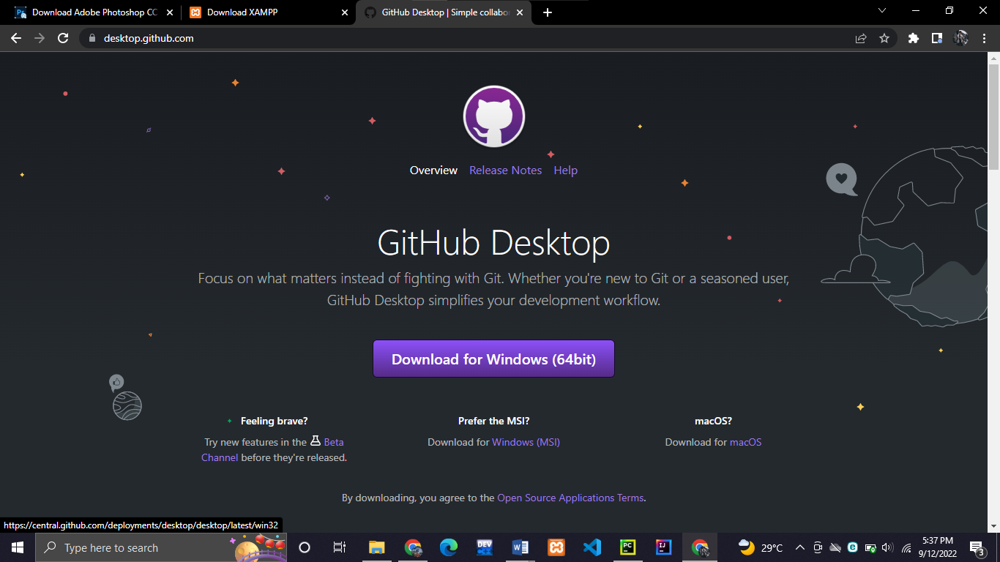 Download Adobe Photoshop CC
Download XAMPP
GitHub Desktop | Simple collabor
desktop.github.com
Overview Release Notes Help
GitHub Desktop
Focus on what matters instead of fighting with Git. Whether you're new to Git or a seasoned user,
GitHub Desktop simplifies your development workflow.
Download for Windows (64bit)
Feeling brave?
Try new features in the Beta
Channel before they're released.
Prefer the MSI?
Download for Windows (MSI)
macOS?
Download for macOS
By downloading, you agree to the Open Source Applications Terms.
https://central.github.com/deployments/desktop/desktop/latest/win32
Type here to search
DEV
PC
IJ
29°C
5:37 PM
9/12/2022
3